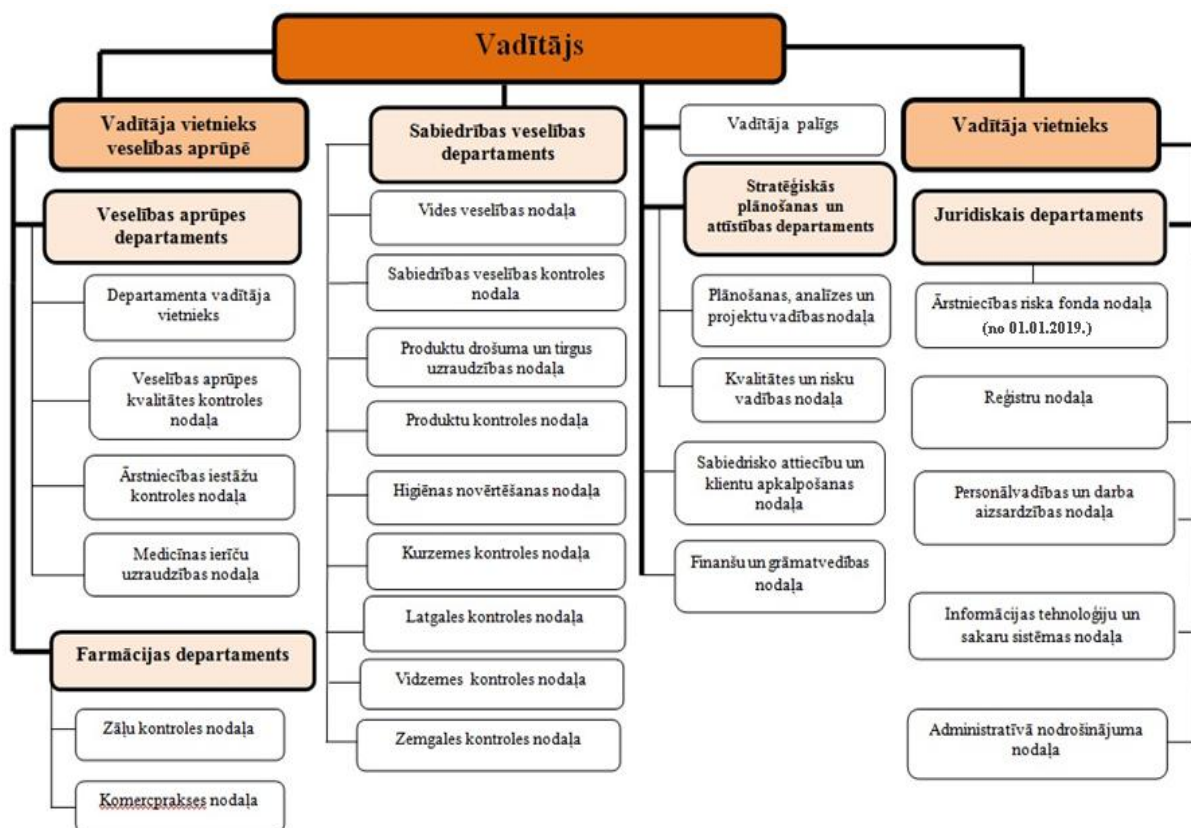 Vadītājs
Vadītāja vietnieks
veselības aprūpē
Veselības aprūpes
departaments
Departamenta vadītāja
vietnieks
Veselības aprūpes
kvalitātes kontroles
nodaļa
Ārstniecības iestāžu
kontroles nodaļa
Medicīnas ierīču
uzraudzības nodaļa
Farmācijas departaments
Zāļu kontroles nodaļa
Komercprakses nodaļa
Sabiedrības veselības
departaments
Vides veselības nodaļa
Sabiedrības veselības kontroles
nodala
Produktu drošuma un tirgus
uzraudzības nodaļa
Produktu kontroles nodaļa
Higiēnas novērtēšanas nodaļa
Kurzemes kontroles nodaļa
Latgales kontroles nodaļa
Vidzemes kontroles nodaļa
Zemgales kontroles nodaļa
Vadītāja palīgs
Stratēģiskās
plānošanas un
attīstības departaments
Plānošanas, analīzes un
projektu vadības nodaļa
Kvalitātes un risku
vadības nodaļa
Sabiedrisko attiecību un
klientu apkalpošanas
nodaļa
Finanšu un grāmatvedības
nodaļa
Vadītāja vietnieks
Juridiskais departaments
Ārstniecības riska fonda nodaļa
(no 01.01.2019.)
Reģistru nodaļa
Personālvadības un darba
aizsardzības nodaļa
Informācijas tehnoloģiju un
sakaru sistēmas nodaļa
Administratīvā nodrošinājuma
nodaļa